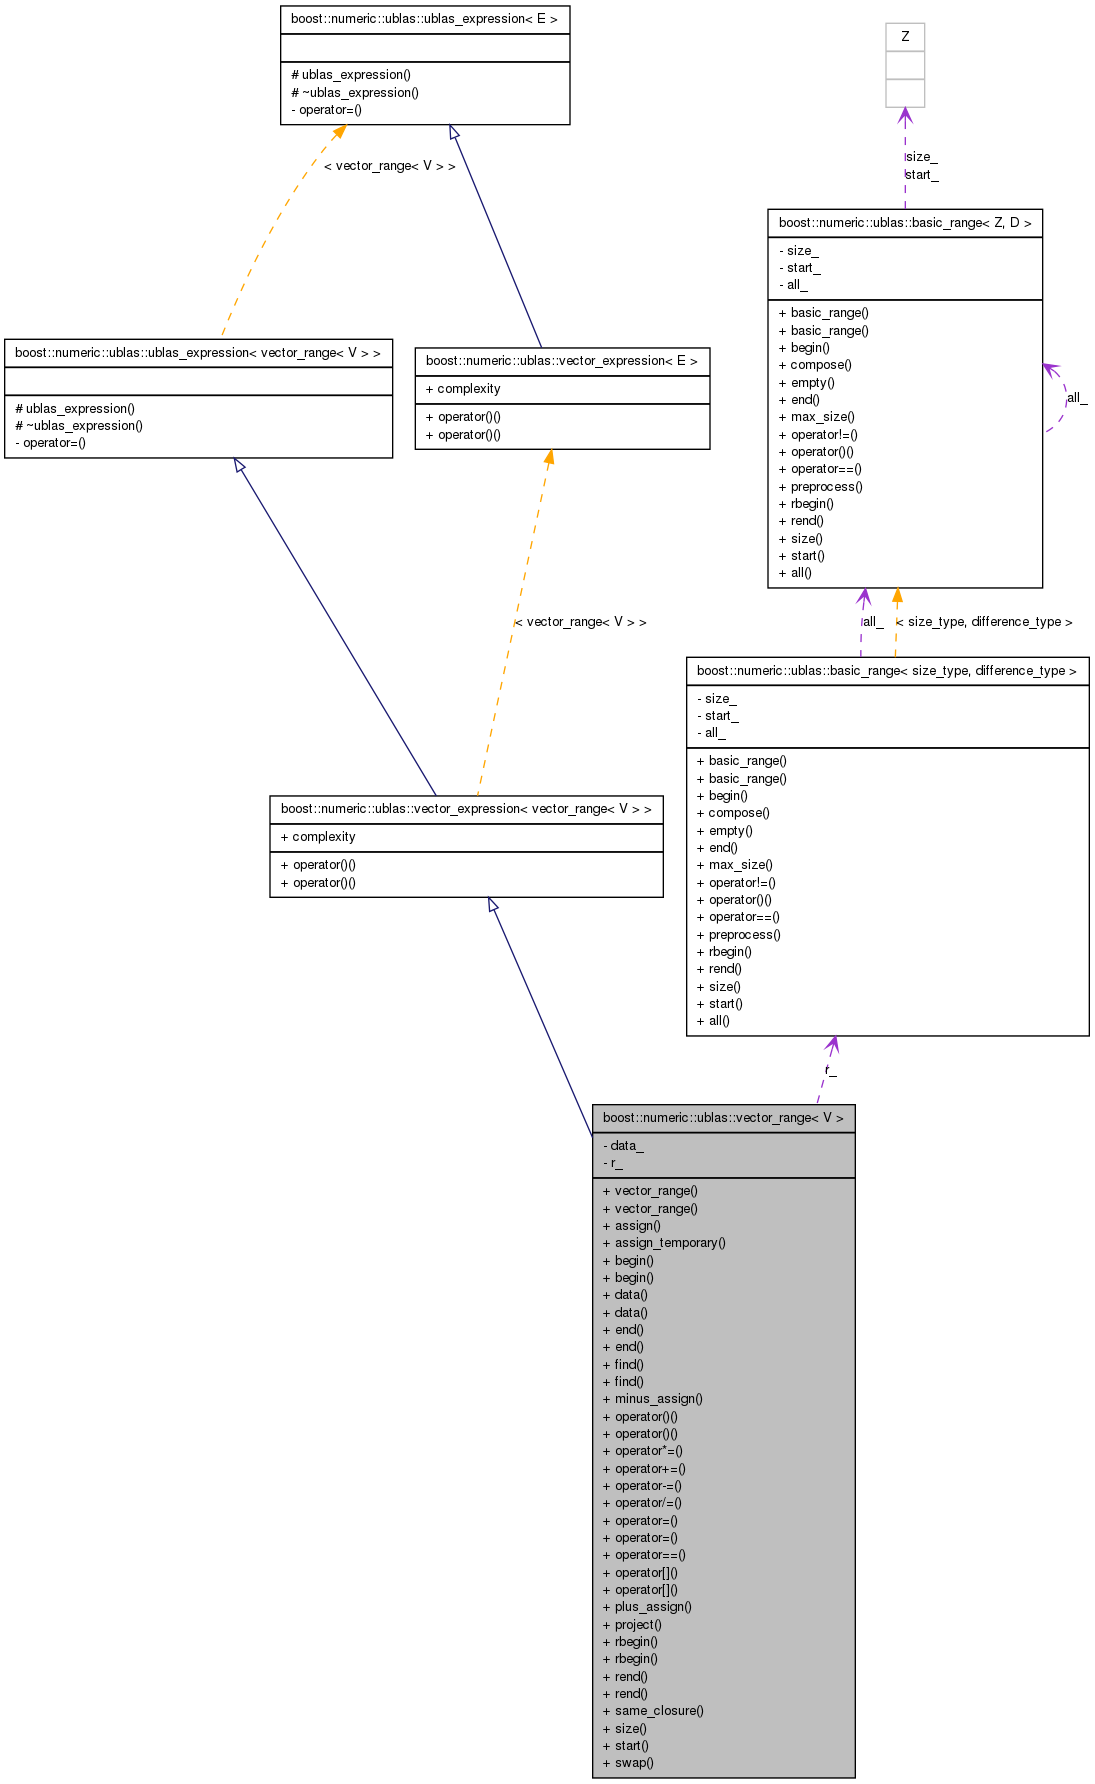 boost::numeric::ublas::ublas_expression< E >
# ublas_expression()
# ~ublas_expression()
- operator=()
Z
< vector_range< V > >
size_
start_
boost::numeric::ublas::basic_range< Z, D >
- size_
- start_
- all_
+ basic_range()
+ basic_range()
+ begin()
+ compose()
+ empty()
+ end()
+ max_size()
+ operator!=()
+ operator()()
+ operator==()
+ preprocess()
+ rbegin()
+ rend()
+ size()
+ start()
+ all()
all_
boost::numeric::ublas::ublas_expression< vector_range< V > >
# ublas_expression()
# ~ublas_expression()
- operator=()
boost::numeric::ublas::vector_expression< E >
+ complexity
+ operator()()
+ operator()()
< vector_range< V > >
all_
< size_type, difference_type >
boost::numeric::ublas::basic_range< size_type, difference_type >
- size_
- start_
- all_
+ basic_range()
+ basic_range()
+ begin()
+ compose()
+ empty()
+ end()
+ max_size()
+ operator!=()
+ operator()()
+ operator==()
+ preprocess()
+ rbegin()
+ rend()
+ size()
+ start()
+ all()
boost::numeric::ublas::vector_expression< vector_range< V > >
+ complexity
+ operator()()
+ operator()()
r_
boost::numeric::ublas::vector_range< V >
- data_
- r_
+ vector_range()
+ vector_range()
+ assign()
+ assign_temporary()
+ begin()
+ begin()
+ data()
+ data()
+ end()
+ end()
+ find()
+ find()
+ minus_assign()
+ operator()()
+ operator()()
+ operator*=()
+ operator+=()
+ operator-=()
+ operator/=()
+ operator=()
+ operator=()
+ operator==()
+ operator[]()
+ operator[]()
+ plus_assign()
+ project()
+ rbegin()
+ rbegin()
+ rend()
+ rend()
+ same_closure()
+ size()
+ start()
+ swap()